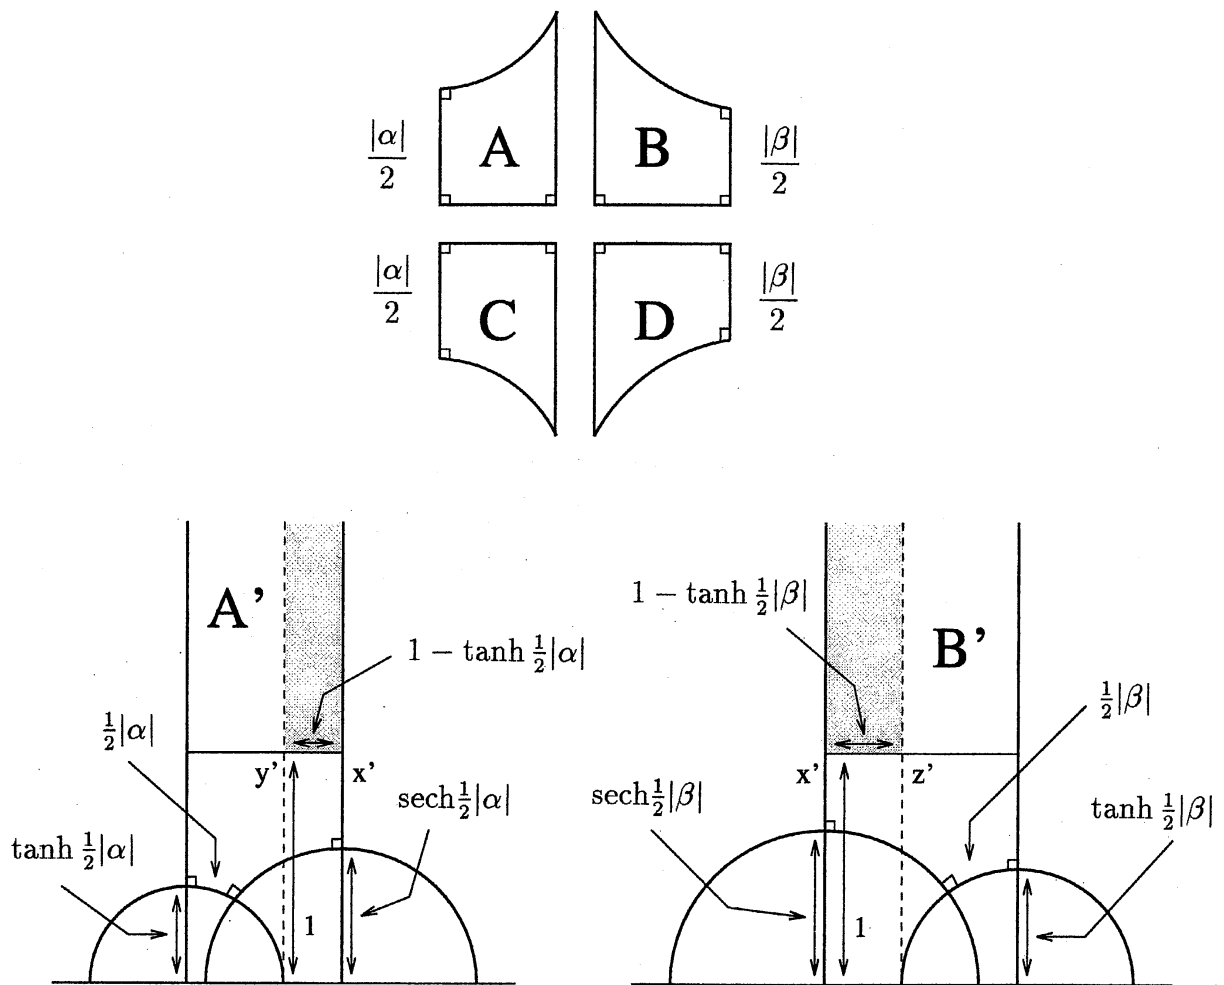 A B
|α|/2 |β|/2
|α|/2 |β|/2
C D
A' B'
1 − tanh ½|β|
1 − tanh ½|α|
½|α| ½|β|
y' x' x' z'
sech½|α| sech½|β| tanh ½|β|
tanh ½|α|
1 1